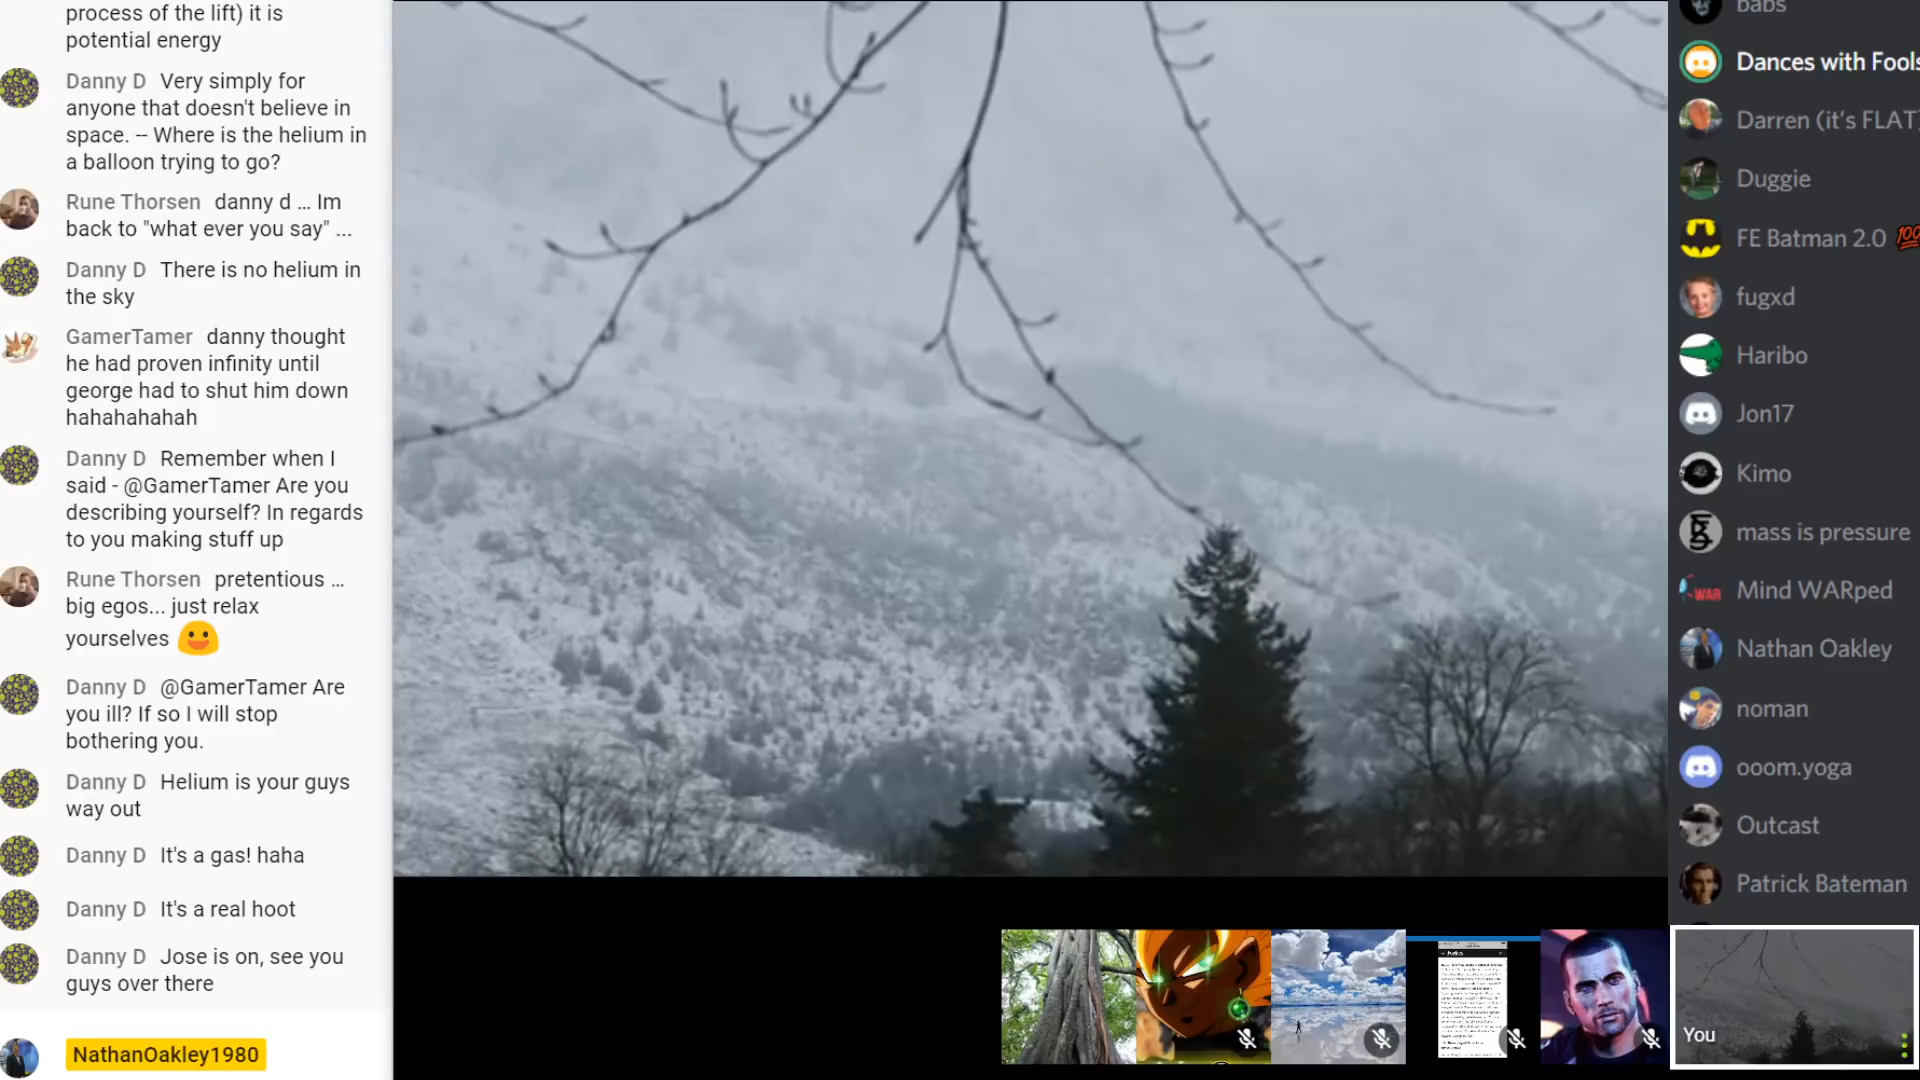 process of the lift) it is
potential energy
Danny D Very simply for
anyone that doesn't believe in
space. -- Where is the helium in
a balloon trying to go?
Rune Thorsen danny d ... Im
back to "what ever you say" ...
Danny D There is no helium in
the sky
GamerTamer danny thought
he had proven infinity until
george had to shut him down
hahahahahah
Danny D Remember when I
said - @GamerTamer Are you
describing yourself? In regards
to you making stuff up
Rune Thorsen pretentious ...
big egos... just relax
yourselves
Danny D @GamerTamer Are
you ill? If so I will stop
bothering you.
Danny D Helium is your guys
way out
Danny D It's a gas! haha
Danny D It's a real hoot
Danny D Jose is on, see you
guys over there
NathanOakley1980
babs
Dances with Fools
Darren (it's FLAT)
Duggie
FE Batman 2.0 💯
fugxd
Haribo
Jon17
Kimo
mass is pressure
WAR
Mind WARped
Nathan Oakley
noman
ooom.yoga
Outcast
Patrick Bateman
Forbes
You